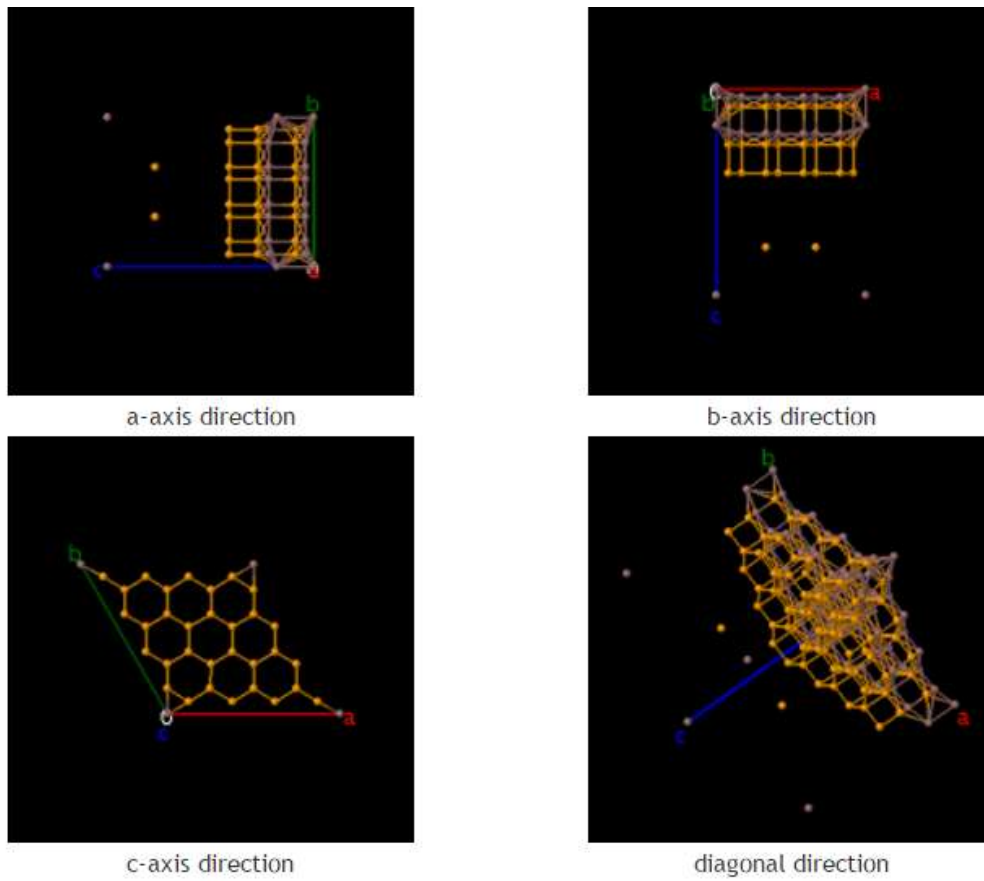 b
c
a
a-axis direction
b
a
c
b-axis direction
b
c
a
c-axis direction
b
a
c
diagonal direction